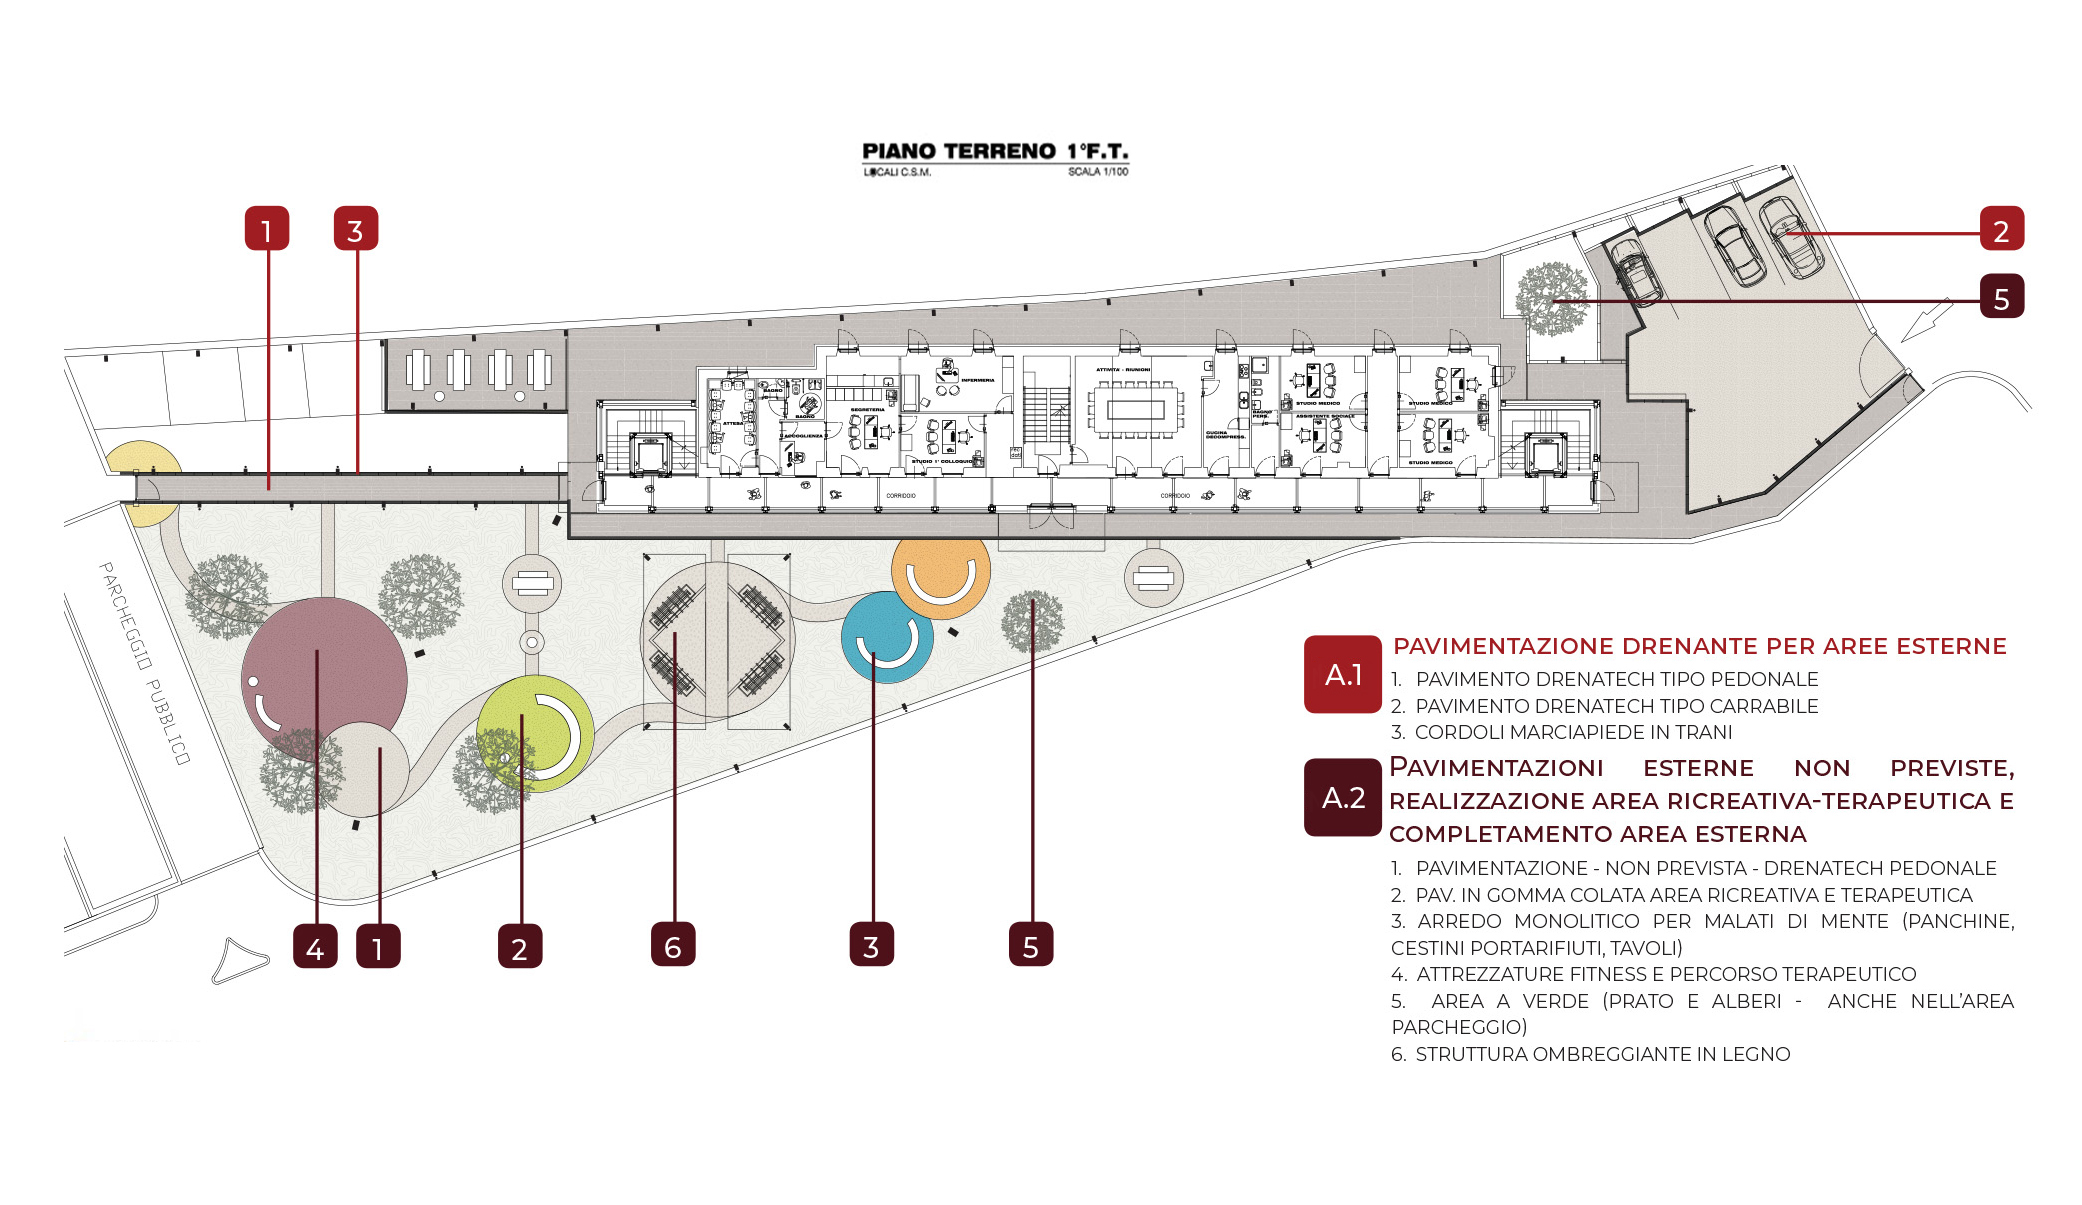 PIANO TERRENO 1°F.T.
LOCALI C.S.M. SCALA 1/100
1
3
2
5
ATTIVITA - RIUNIONI
INFERMERIA
BAGNO
BAGNO
SEGRETERIA
ATTESA
ACCOGLIENZA
STUDIO 1° COLLOQUIO
CUCINA
DECOMPRESS.
BAGNO
PERS.
STUDIO MEDICO
ASSISTENTE SOCIALE
STUDIO MEDICO
STUDIO MEDICO
CORRIDOIO
CORRIDOIO
PARCHEGGIO PUBBLICO
4
1
2
6
3
5
A.1
PAVIMENTAZIONE DRENANTE PER AREE ESTERNE
1. PAVIMENTO DRENATECH TIPO PEDONALE
2. PAVIMENTO DRENATECH TIPO CARRABILE
3. CORDOLI MARCIAPIEDE IN TRANI
A.2
PAVIMENTAZIONI ESTERNE NON PREVISTE,
REALIZZAZIONE AREA RICREATIVA-TERAPEUTICA E
COMPLETAMENTO AREA ESTERNA
1. PAVIMENTAZIONE - NON PREVISTA - DRENATECH PEDONALE
2. PAV. IN GOMMA COLATA AREA RICREATIVA E TERAPEUTICA
3. ARREDO MONOLITICO PER MALATI DI MENTE (PANCHINE,
CESTINI PORTARIFIUTI, TAVOLI)
4. ATTREZZATURE FITNESS E PERCORSO TERAPEUTICO
5. AREA A VERDE (PRATO E ALBERI - ANCHE NELL'AREA
PARCHEGGIO)
6. STRUTTURA OMBREGGIANTE IN LEGNO